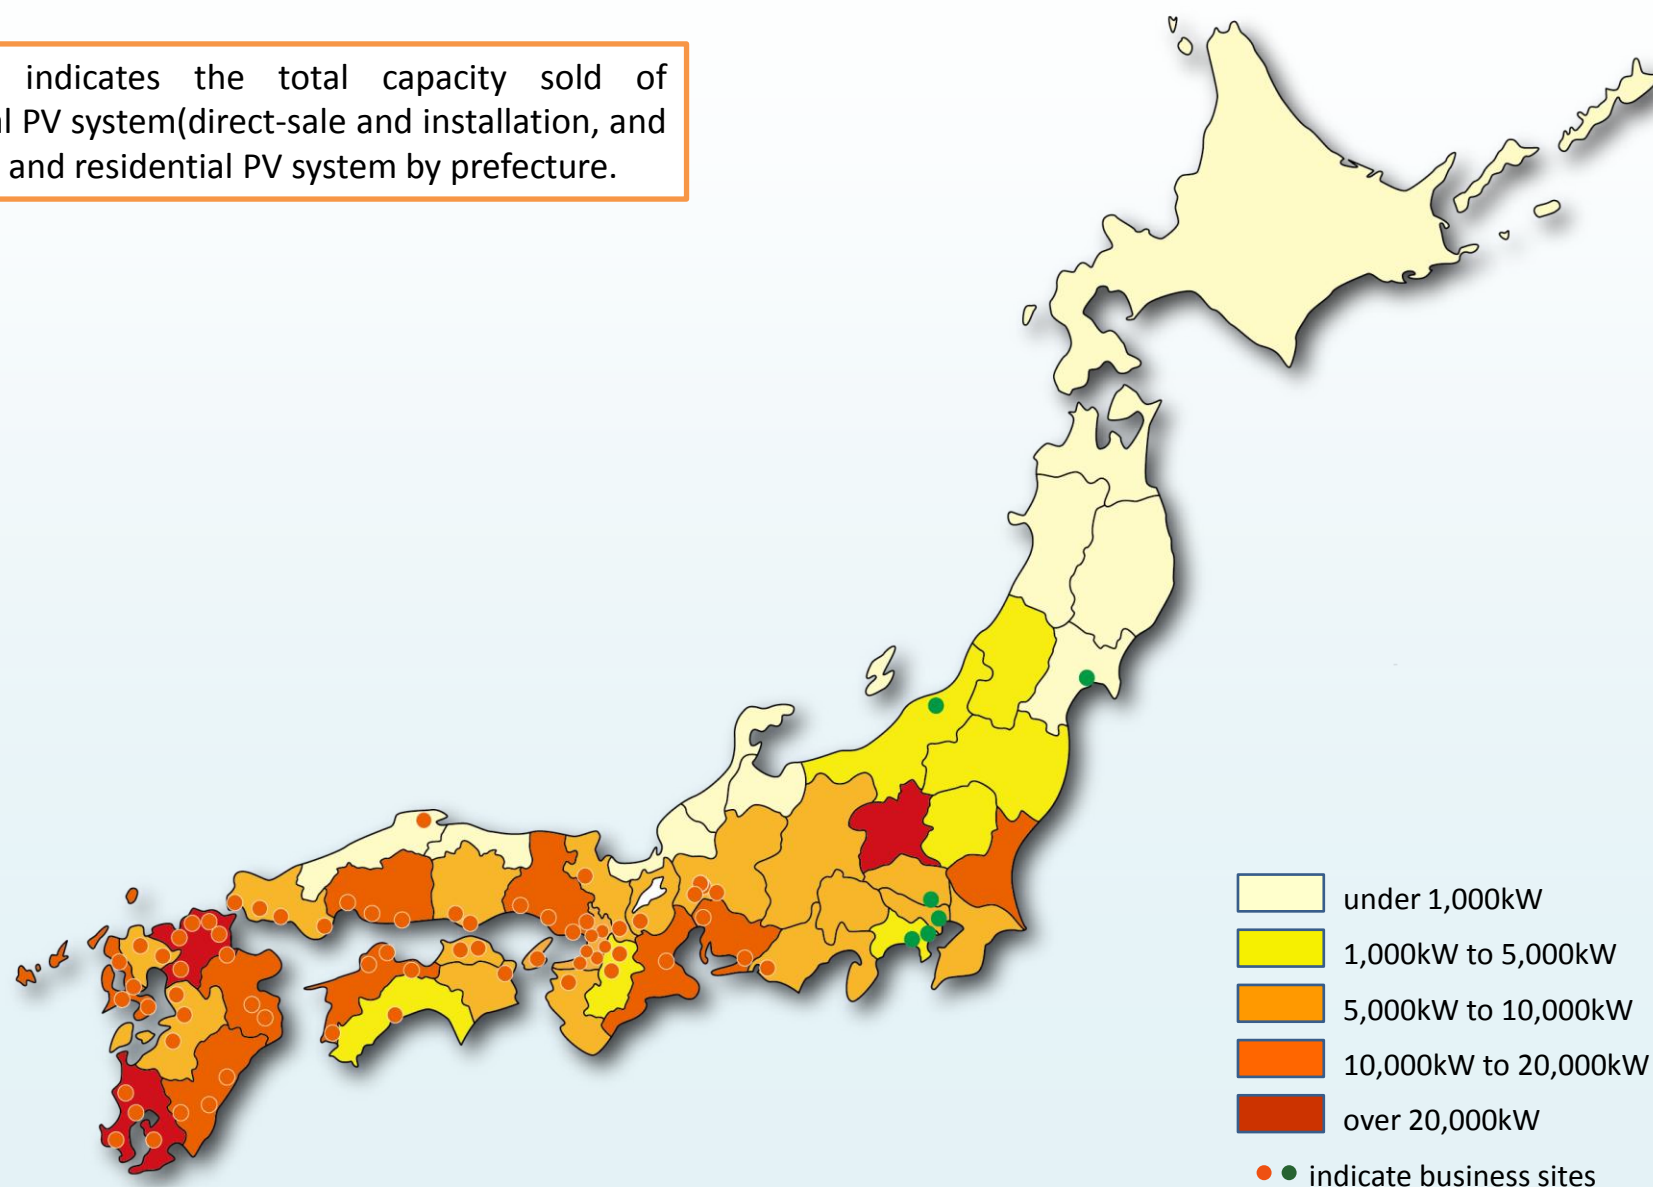 indicates the total capacity sold of
PV system(direct-sale and installation, and
and residential PV system by prefecture.
under 1,000kW
1,000kW to 5,000kW
5,000kW to 10,000kW
10,000kW to 20,000kW
over 20,000kW
indicate business sites